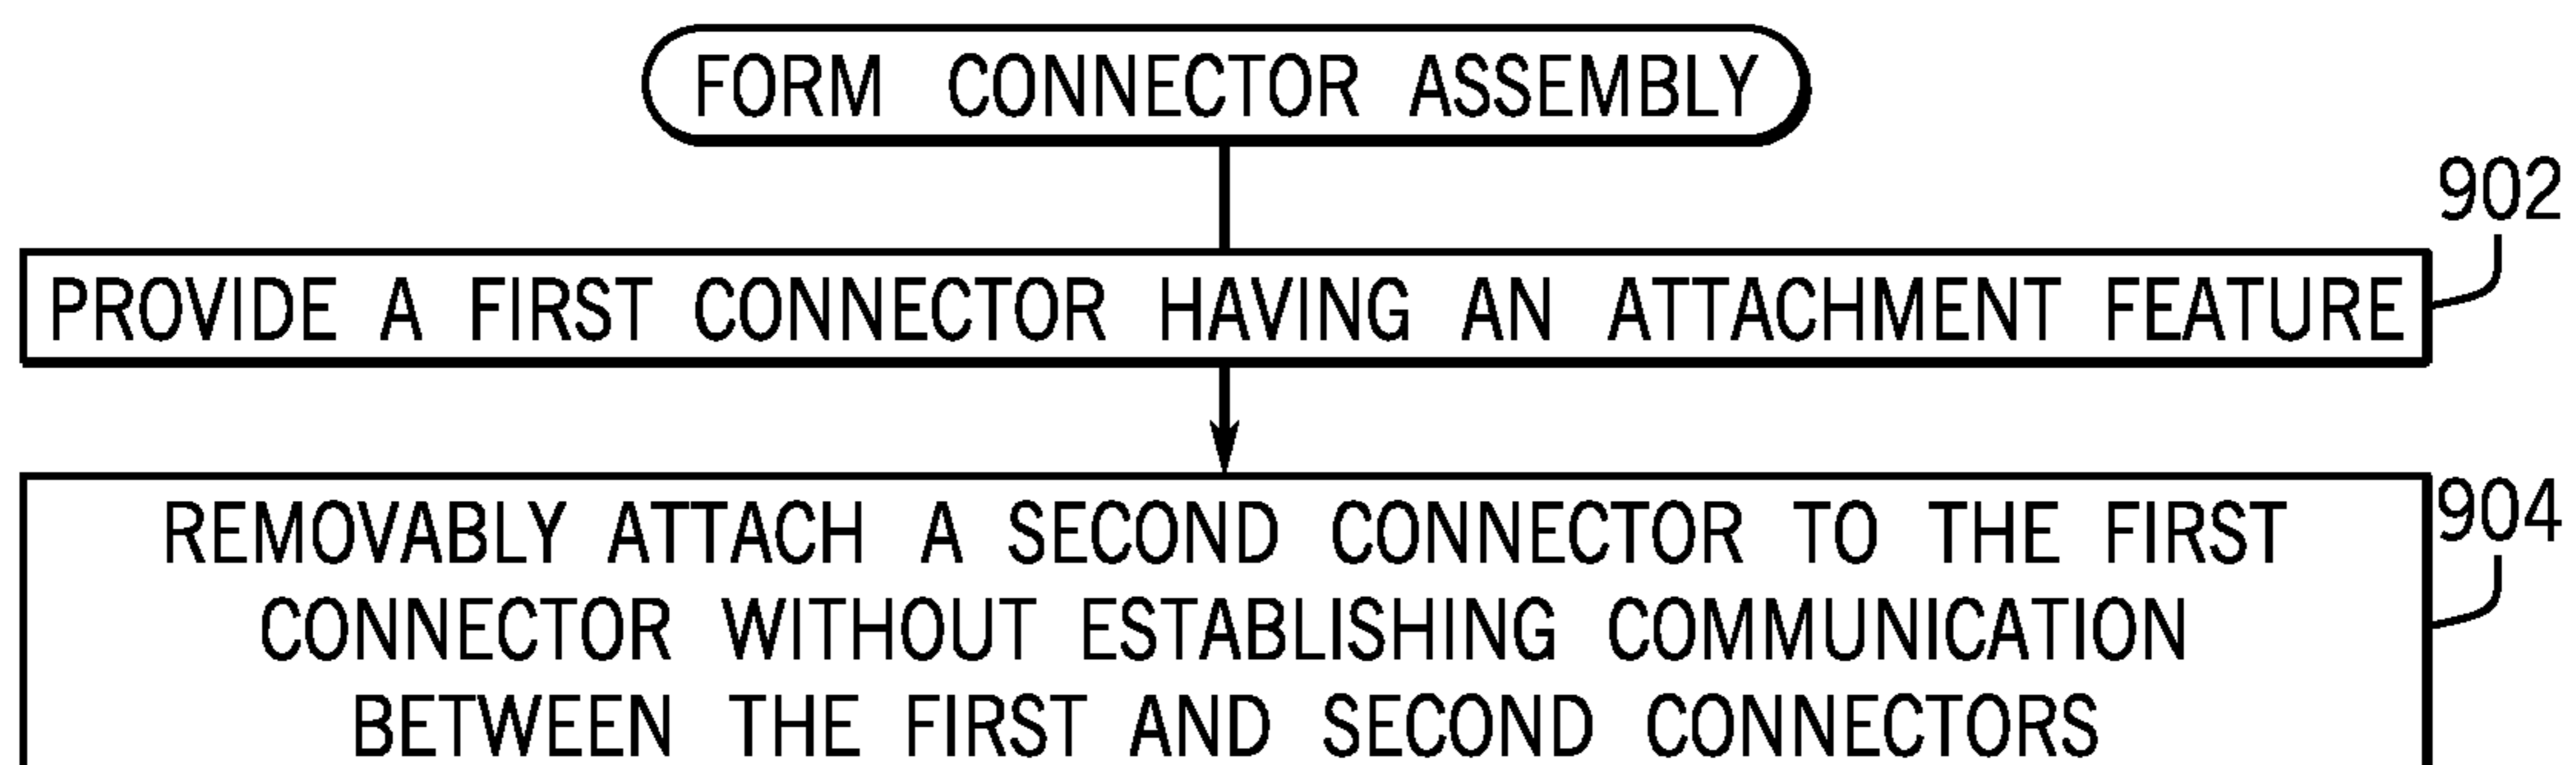 FORM CONNECTOR ASSEMBLY
902
PROVIDE A FIRST CONNECTOR HAVING AN ATTACHMENT FEATURE
904
REMOVABLY ATTACH A SECOND CONNECTOR TO THE FIRST
CONNECTOR WITHOUT ESTABLISHING COMMUNICATION
BETWEEN THE FIRST AND SECOND CONNECTORS